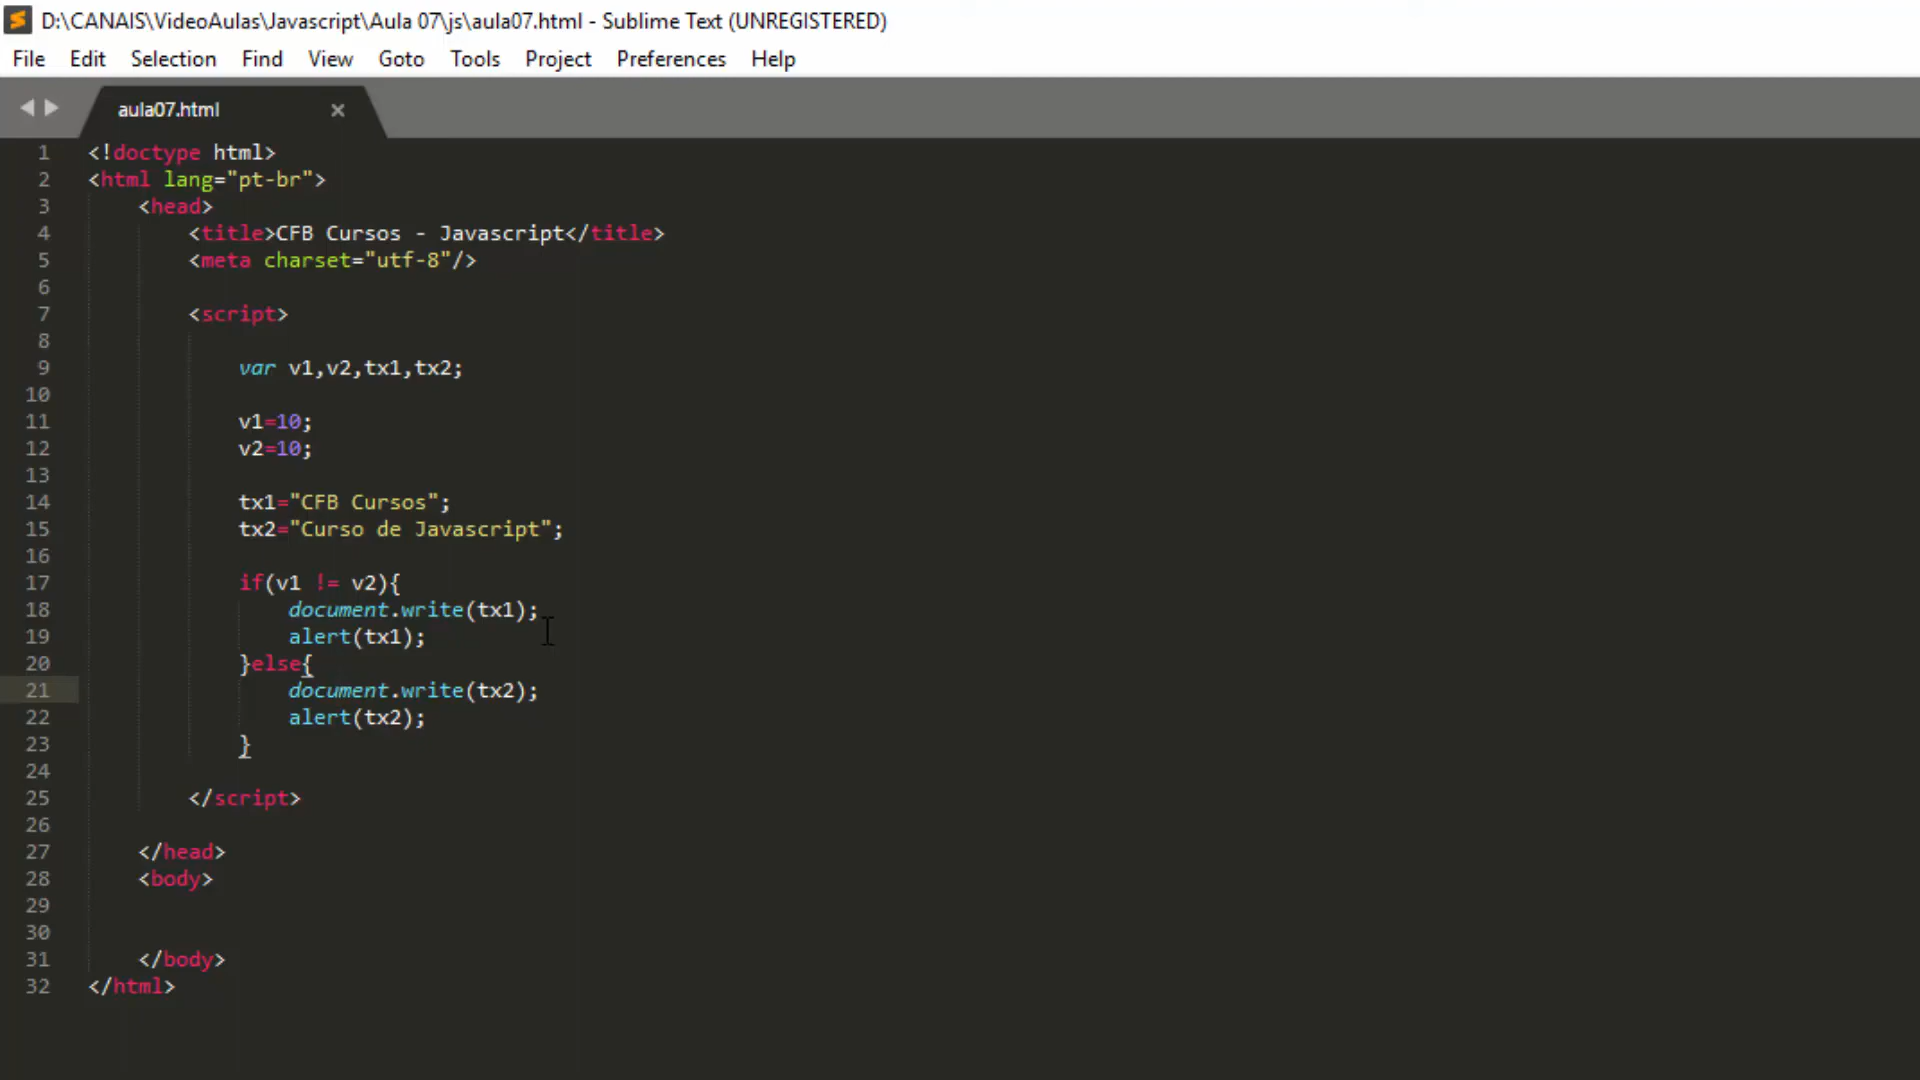 D:\CANAIS\VideoAulas\Javascript\Aula 07\js\aula07.html - Sublime Text (UNREGISTERED)
File Edit Selection Find View Goto Tools Project Preferences Help
aula07.html
1 <!doctype html>
2 <html lang="pt-br">
3 <head>
4 <title>CFB Cursos - Javascript</title>
5 <meta charset="utf-8"/>
6
7 <script>
8
9 var v1,v2,tx1,tx2;
10
11 v1=10;
12 v2=10;
13
14 tx1="CFB Cursos";
15 tx2="Curso de Javascript";
16
17 if(v1 != v2){
18 document.write(tx1);
19 alert(tx1);
20 }else{
21 document.write(tx2);
22 alert(tx2);
23 }
24
25 </script>
26
27 </head>
28 <body>
29
30
31 </body>
32 </html>